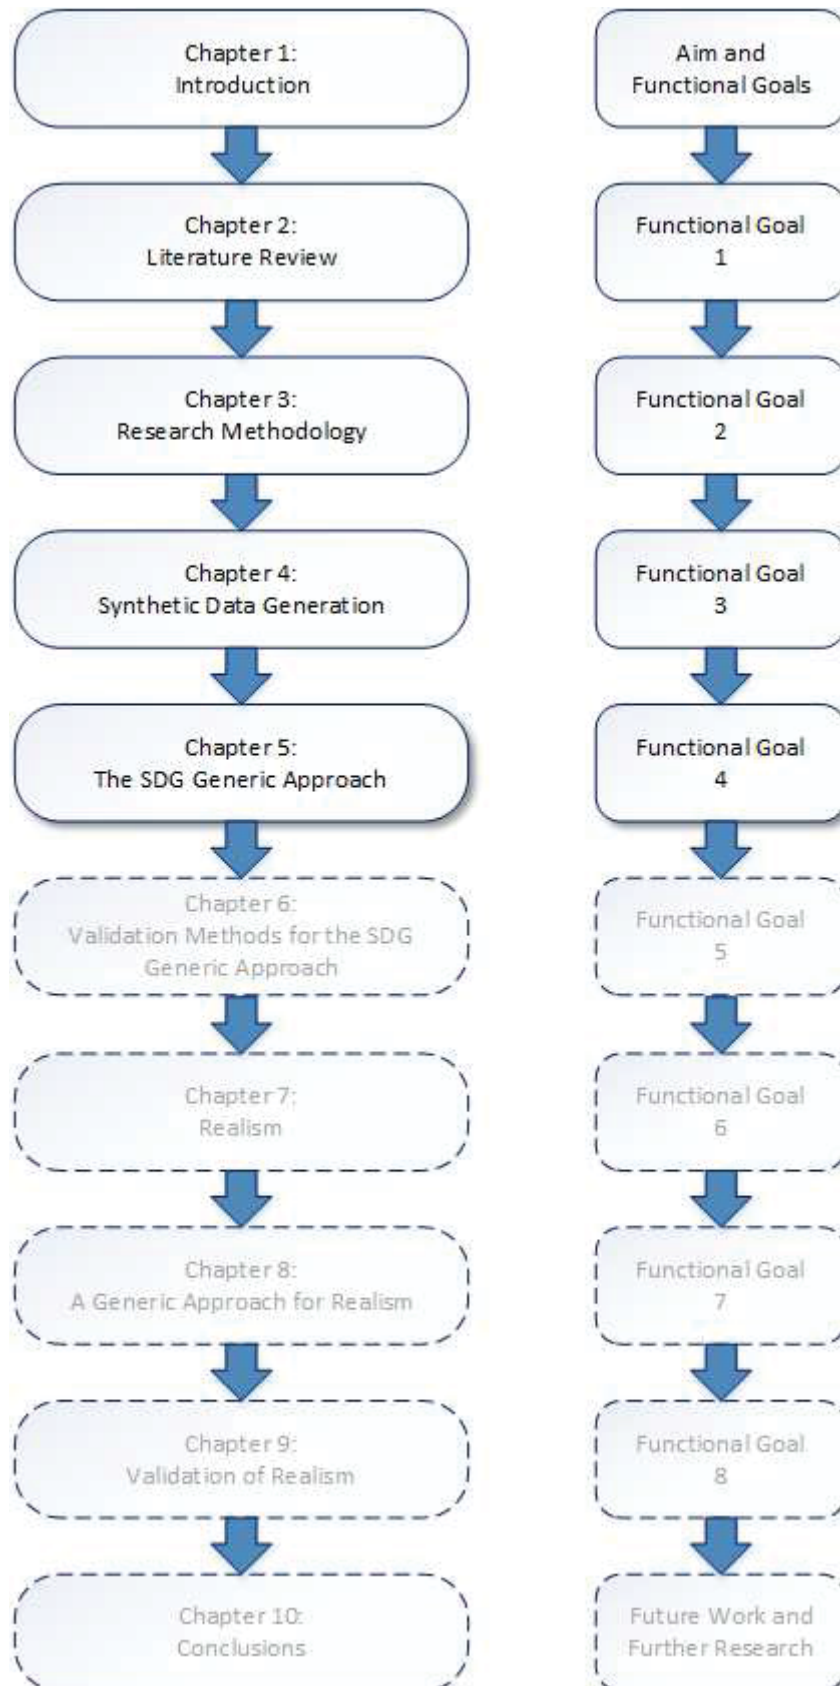 Chapter 1:
Introduction
Aim and
Functional Goals
Chapter 2:
Literature Review
Functional Goal
1
Chapter 3:
Research Methodology
Functional Goal
2
Chapter 4:
Synthetic Data Generation
Functional Goal
3
Chapter 5:
The SDG Generic Approach
Functional Goal
4
Chapter 6:
Validation Methods for the SDG
Generic Approach
Functional Goal
5
Chapter 7:
Realism
Functional Goal
6
Chapter 8:
A Generic Approach for Realism
Functional Goal
7
Chapter 9:
Validation of Realism
Functional Goal
8
Chapter 10:
Conclusions
Future Work and
Further Research